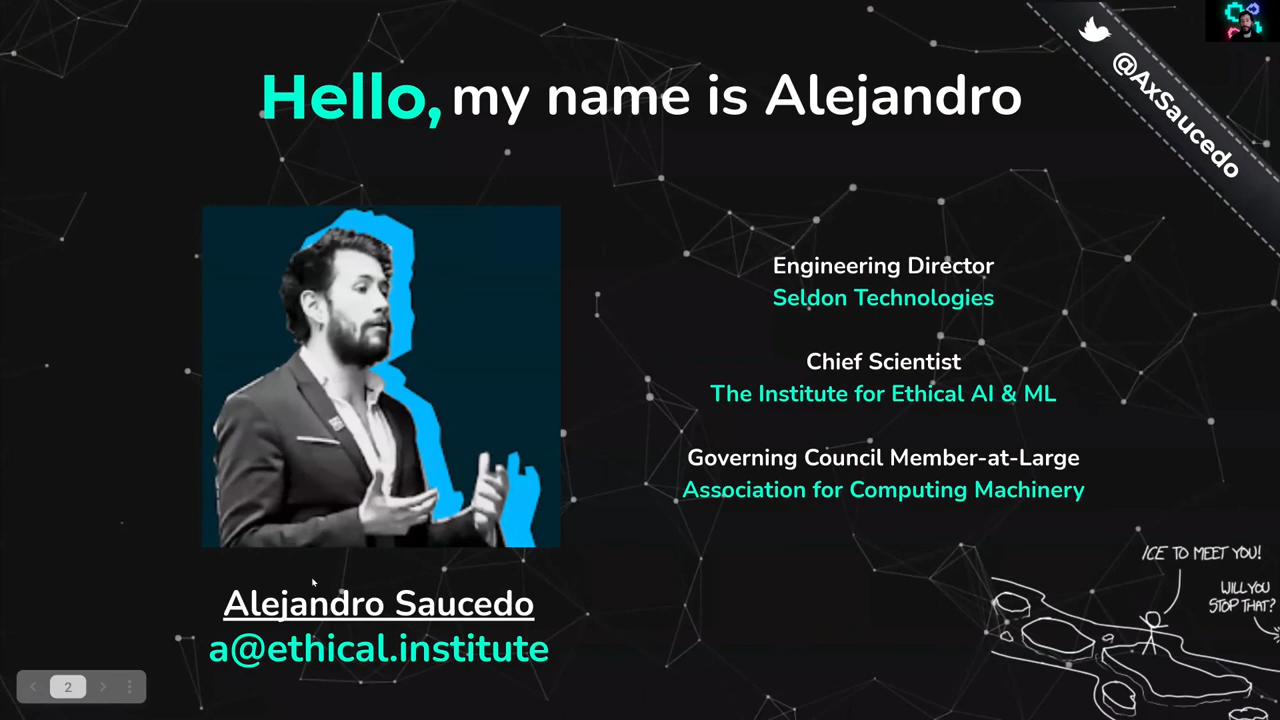 Hello, my name is Alejandro
@AxSaucedo
Engineering Director
Seldon Technologies
Chief Scientist
The Institute for Ethical AI & ML
Governing Council Member-at-Large
Association for Computing Machinery
ICE TO MEET YOU!
WILL YOU
STOP THAT?
Alejandro Saucedo
a@ethical.institute
2